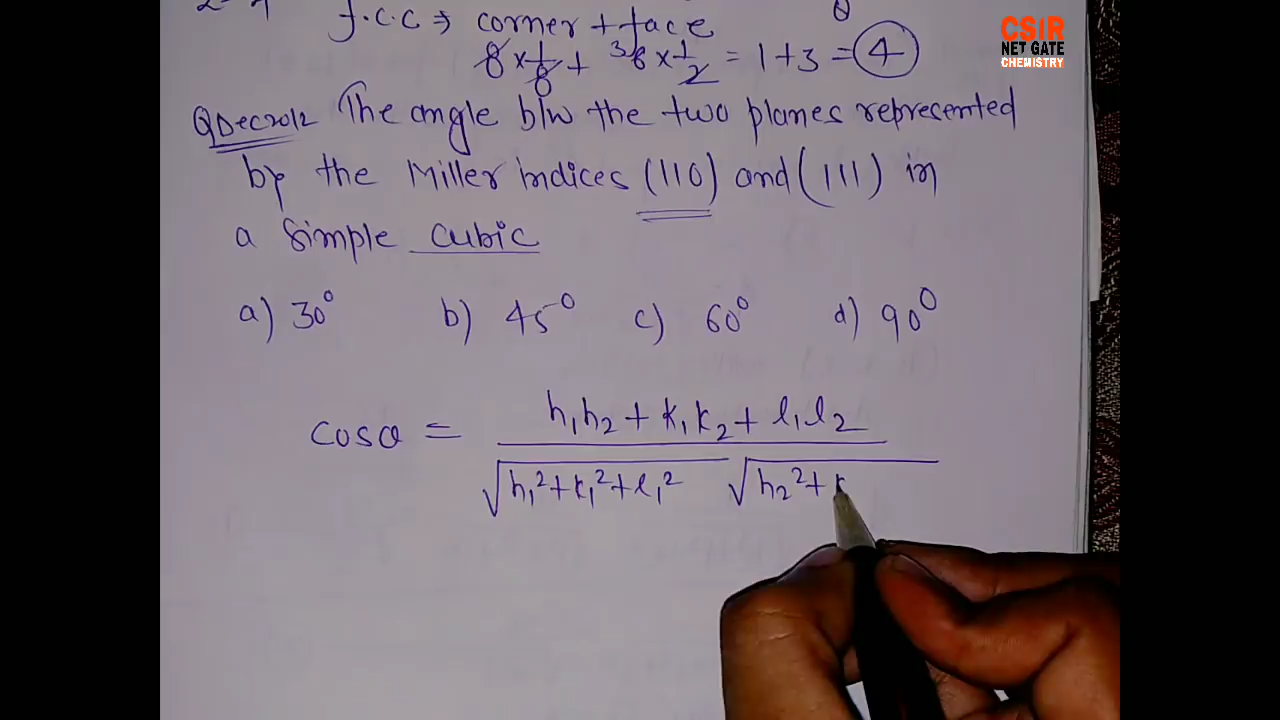 f.c.c ⇒ corner + face
8 × 1/8 + 6 3 × 1/2 = 1 + 3 = 4
CSIR
NET GATE
CHEMISTRY
Q Dec 2012 The angle b/w the two planes represented
by the Miller indices (110) and (111) in
a simple cubic
a) 30° b) 45° c) 60° d) 90°
cosθ = h₁h₂ + k₁k₂ + l₁l₂
√h₁² + k₁² + l₁² √h₂² + k